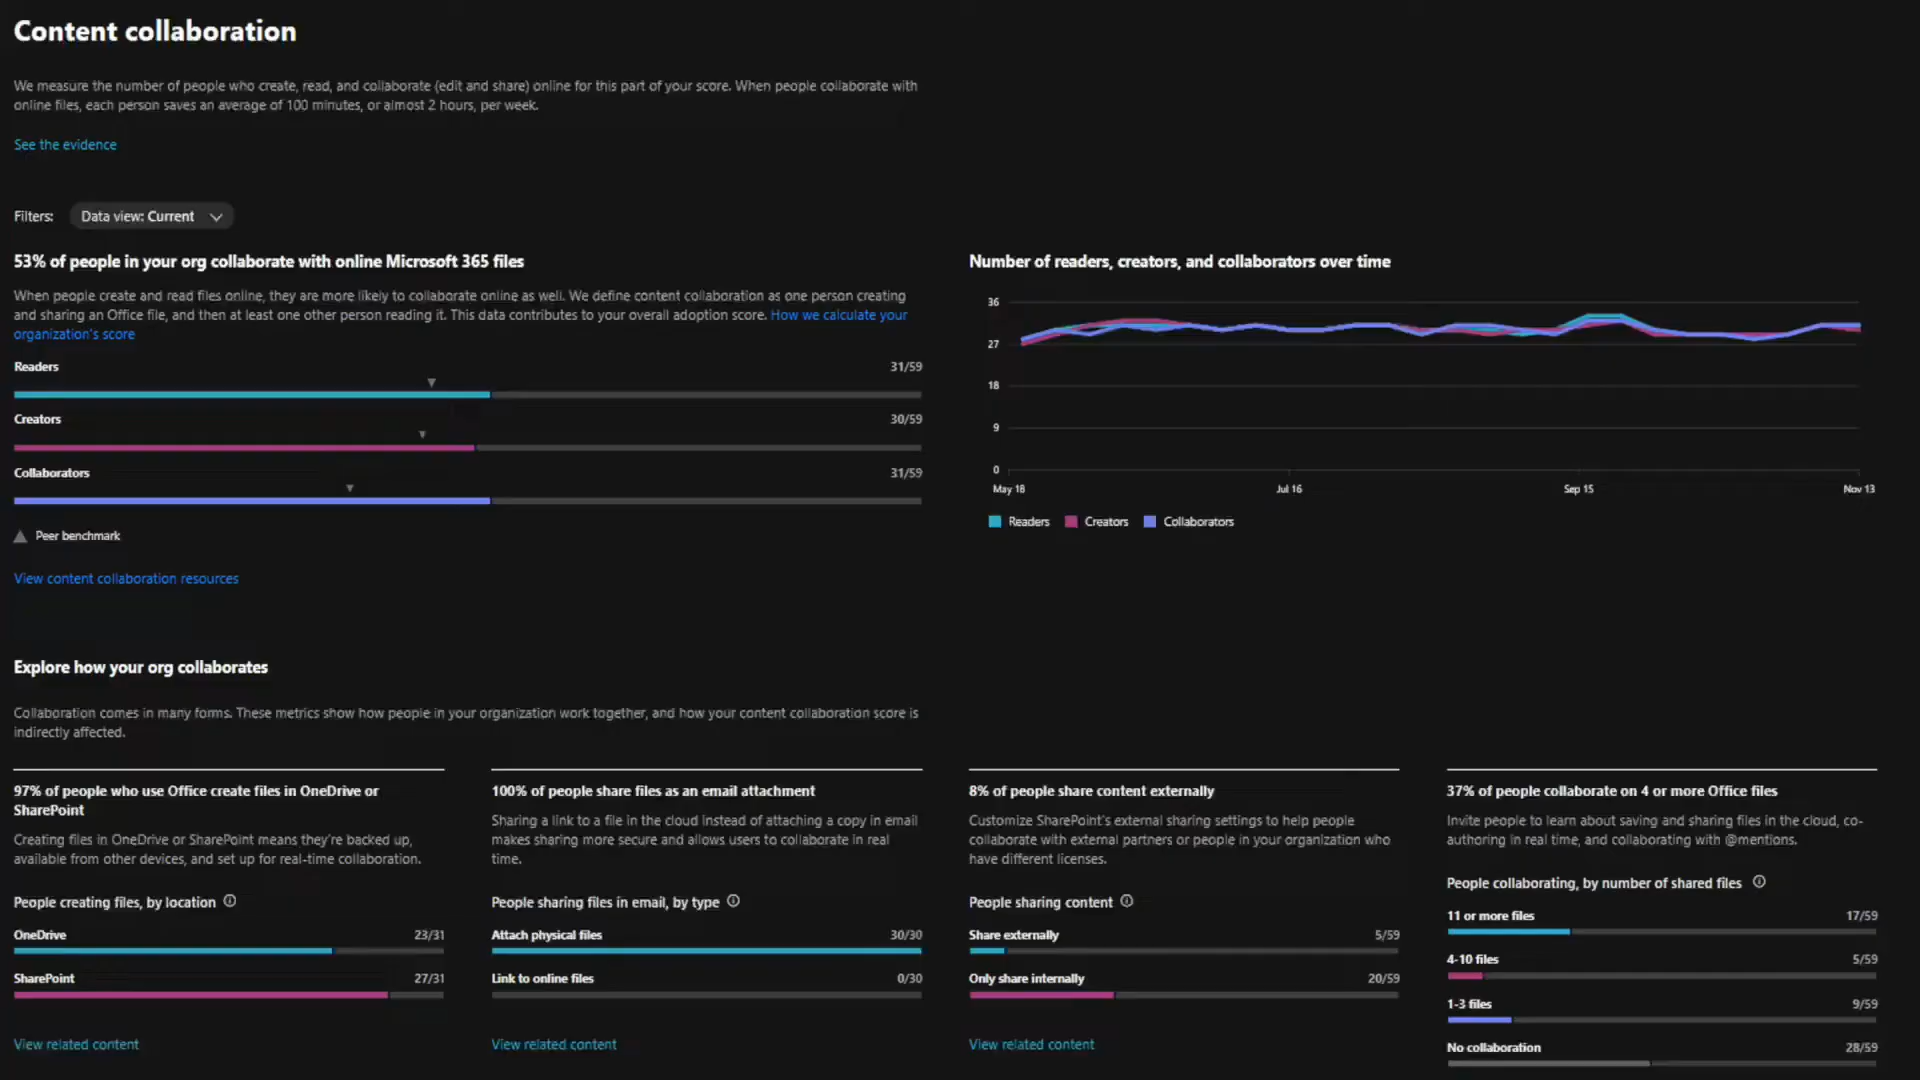 Content collaboration
We measure the number of people who create, read, and collaborate (edit and share) online for this part of your score. When people collaborate with
online files, each person saves an average of 100 minutes, or almost 2 hours, per week.
See the evidence
Filters:
Data view: Current
53% of people in your org collaborate with online Microsoft 365 files
When people create and read files online, they are more likely to collaborate online as well. We define content collaboration as one person creating
and sharing an Office file, and then at least one other person reading it. This data contributes to your overall adoption score. How we calculate your
organization's score
Readers
31/59
Creators
30/59
Collaborators
31/59
Peer benchmark
View content collaboration resources
Number of readers, creators, and collaborators over time
36
27
18
9
0
May 18
Jul 16
Sep 15
Nov 13
Readers
Creators
Collaborators
Explore how your org collaborates
Collaboration comes in many forms. These metrics show how people in your organization work together, and how your content collaboration score is
indirectly affected.
97% of people who use Office create files in OneDrive or
SharePoint
Creating files in OneDrive or SharePoint means they're backed up,
available from other devices, and set up for real-time collaboration.
People creating files, by location
OneDrive
23/31
SharePoint
27/31
View related content
100% of people share files as an email attachment
Sharing a link to a file in the cloud instead of attaching a copy in email
makes sharing more secure and allows users to collaborate in real
time.
People sharing files in email, by type
Attach physical files
30/30
Link to online files
0/30
View related content
8% of people share content externally
Customize SharePoint's external sharing settings to help people
collaborate with external partners or people in your organization who
have different licenses.
People sharing content
Share externally
5/59
Only share internally
20/59
View related content
37% of people collaborate on 4 or more Office files
Invite people to learn about saving and sharing files in the cloud, co-
authoring in real time, and collaborating with @mentions.
People collaborating, by number of shared files
11 or more files
17/59
4-10 files
5/59
1-3 files
9/59
No collaboration
28/59